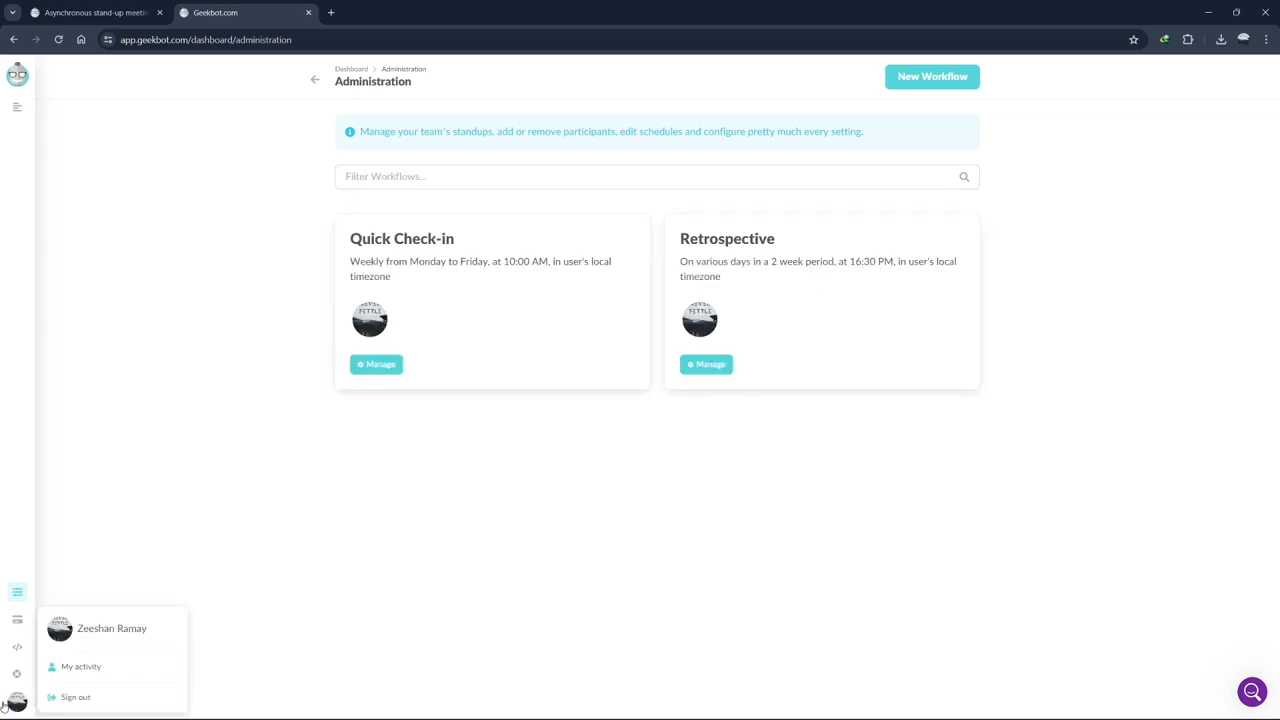 Asynchronous stand-up meetin
Geekbot.com
app.geekbot.com/dashboard/administration
Dashboard > Administration
Administration
New Workflow
Manage your team's standups, add or remove participants, edit schedules and configure pretty much every setting.
Filter Workflows...
Quick Check-in
Weekly from Monday to Friday, at 10:00 AM, in user's local
timezone
FETTLE
Manage
Retrospective
On various days in a 2 week period, at 16:30 PM, in user's local
timezone
FETTLE
Manage
Zeeshan Ramay
My activity
Sign out